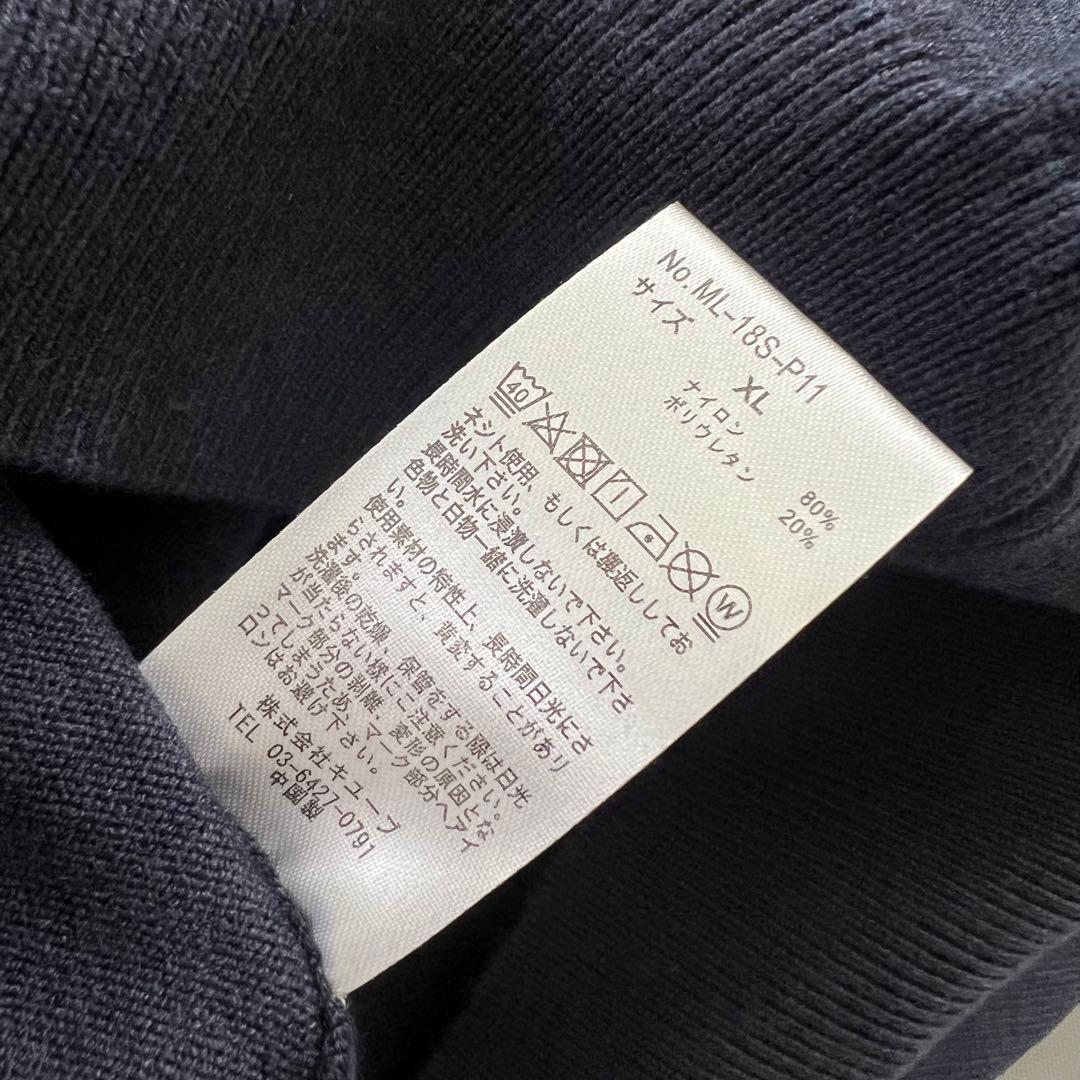 No. ML-18S-P11
サイズ XL
ナイロン 80%
ポリウレタン 20%
40 W
ネット使用、もしくは裏返ししてお
洗い下さい。
長時間水に浸漬しないで下さい。
色物と白物一緒に洗濯しないで下さ
い。
使用素材の特性上、長時間日光にさ
らされますと、黄変することがあり
ます。
洗濯後の乾燥、保管をする際は日光
が当たらない様にご注意ください。
マーク部分の剥離、変形の原因とな
ってしまうため、マーク部分へアイ
ロンはお避け下さい。
株式会社キューブ
TEL 03-6427-0791
中国製